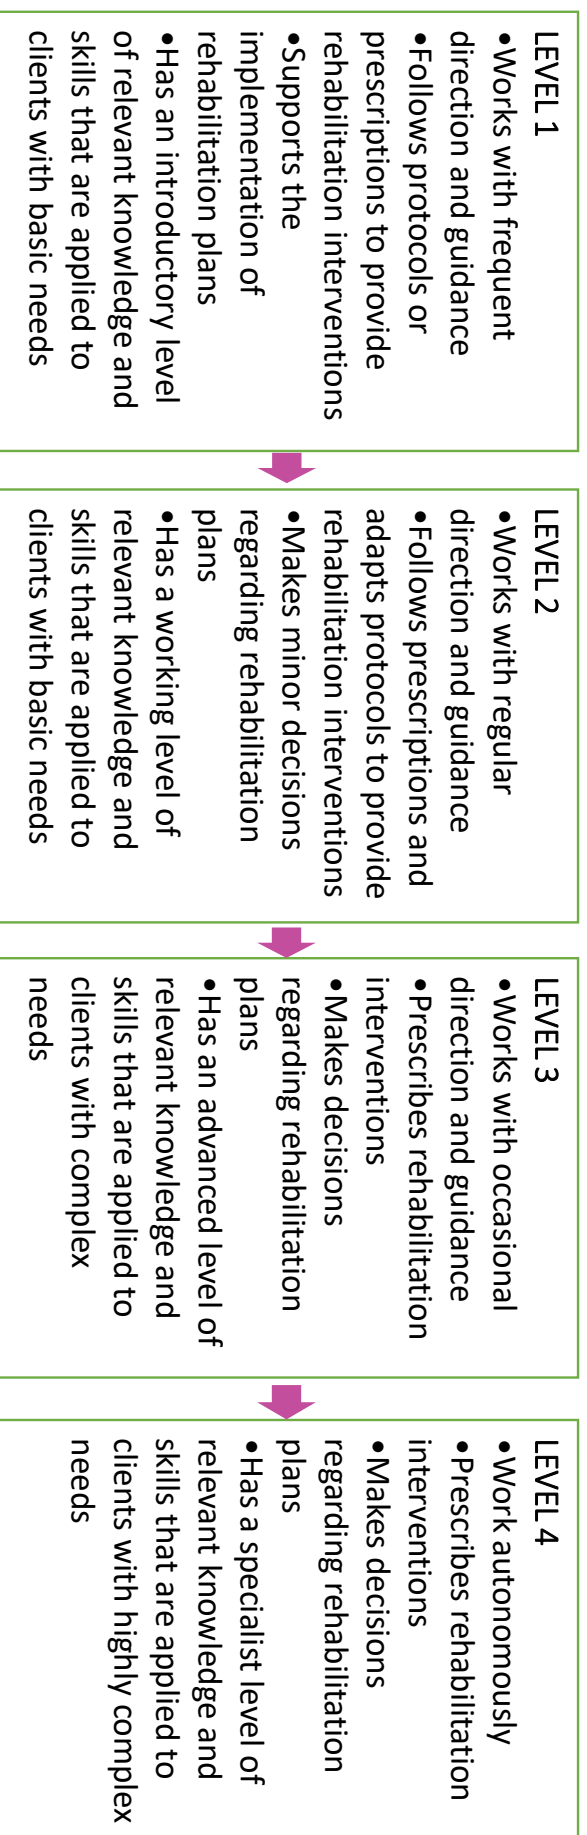 LEVEL 1
•Works with frequent
direction and guidance
•Follows protocols or
prescriptions to provide
rehabilitation interventions
•Supports the
implementation of
rehabilitation plans
•Has an introductory level
of relevant knowledge and
skills that are applied to
clients with basic needs
LEVEL 2
•Works with regular
direction and guidance
•Follows prescriptions and
adapts protocols to provide
rehabilitation interventions
•Makes minor decisions
regarding rehabilitation
plans
•Has a working level of
relevant knowledge and
skills that are applied to
clients with basic needs
LEVEL 3
•Works with occasional
direction and guidance
•Prescribes rehabilitation
interventions
•Makes decisions
regarding rehabilitation
plans
•Has an advanced level of
relevant knowledge and
skills that are applied to
clients with complex
needs
LEVEL 4
•Work autonomously
•Prescribes rehabilitation
interventions
•Makes decisions
regarding rehabilitation
plans
•Has a specialist level of
relevant knowledge and
skills that are applied to
clients with highly complex
needs